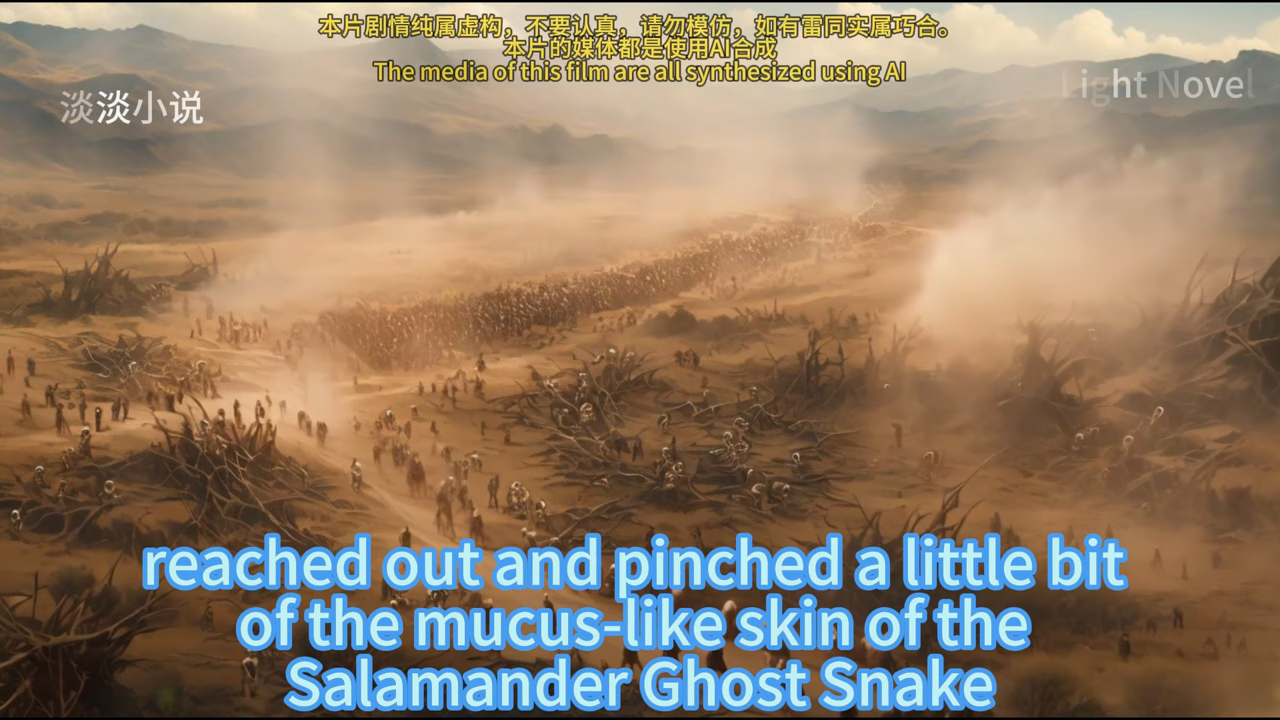 本片剧情纯属虚构，不要认真，请勿模仿，如有雷同实属巧合。
本片的媒体都是使用AI合成
The media of this film are all synthesized using AI
淡淡小说
Light Novel
reached out and pinched a little bit
of the mucus-like skin of the
Salamander Ghost Snake